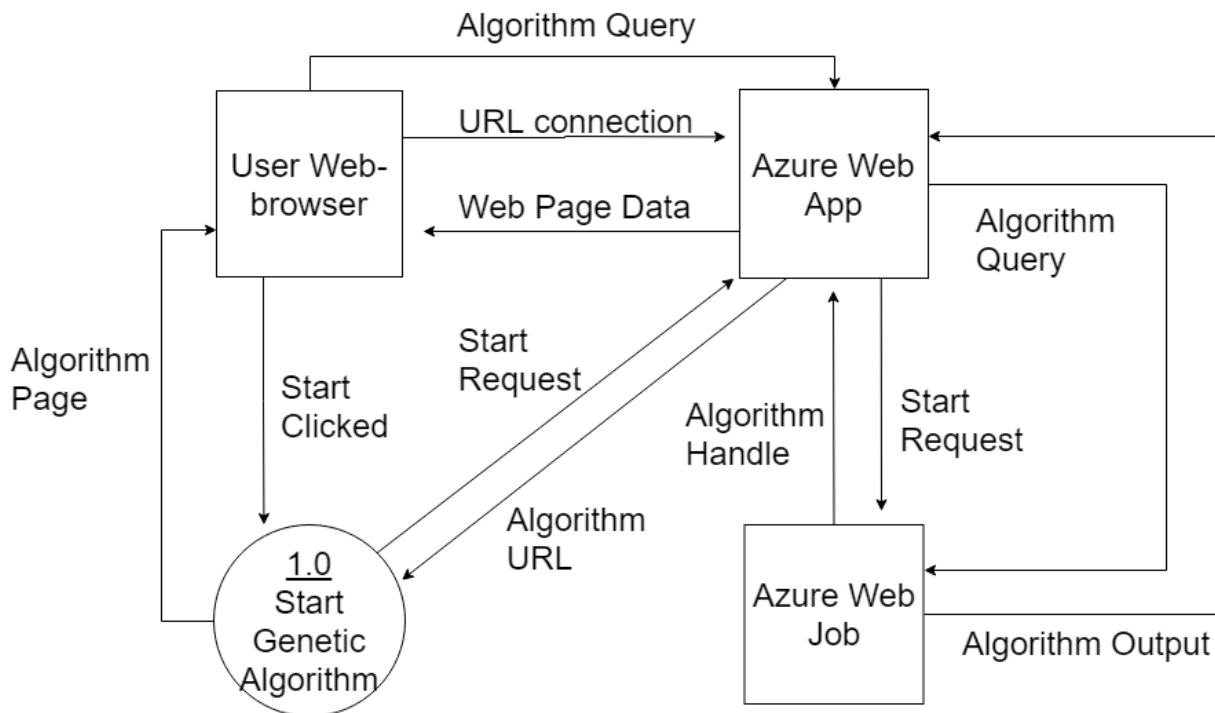 Algorithm Query
URL connection
User Web-
browser
Azure Web
App
Web Page Data
Algorithm
Query
Start
Request
Algorithm
Page
Start
Clicked
Algorithm
Handle
Start
Request
Algorithm
URL
1.0
Start
Genetic
Algorithm
Azure Web
Job
Algorithm Output